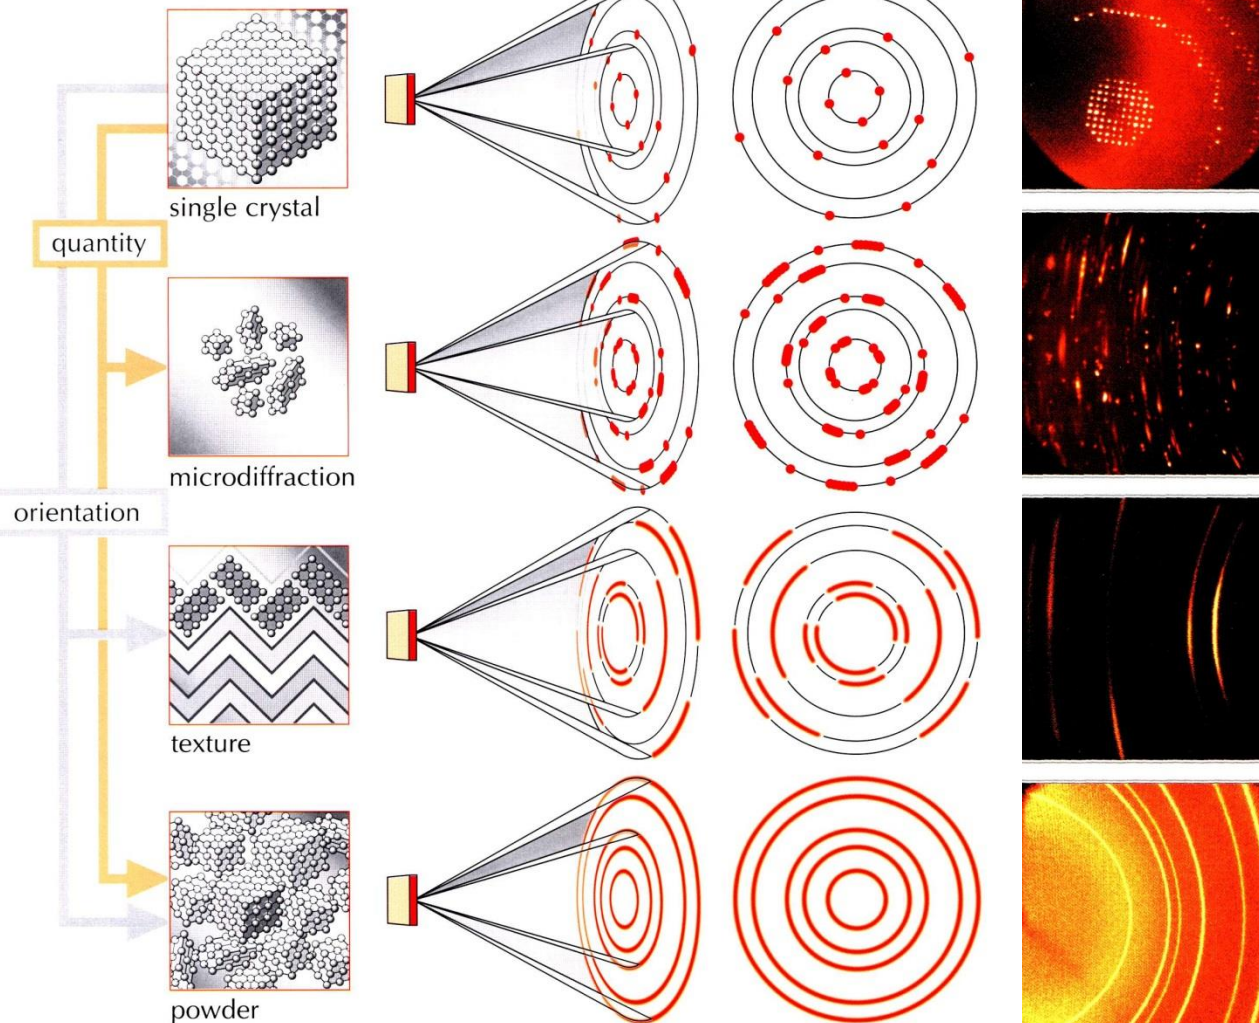 single crystal
quantity
microdiffraction
orientation
texture
powder